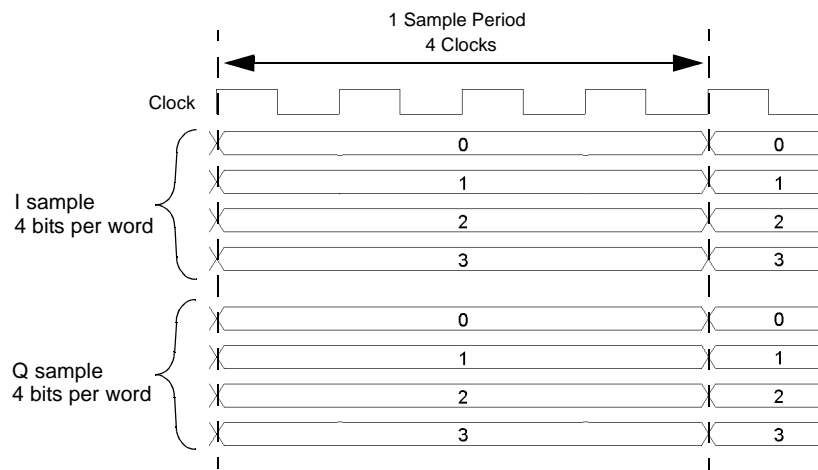 1 Sample Period
4 Clocks
Clock
I sample
4 bits per word
0 0
1 1
2 2
3 3
Q sample
4 bits per word
0 0
1 1
2 2
3 3